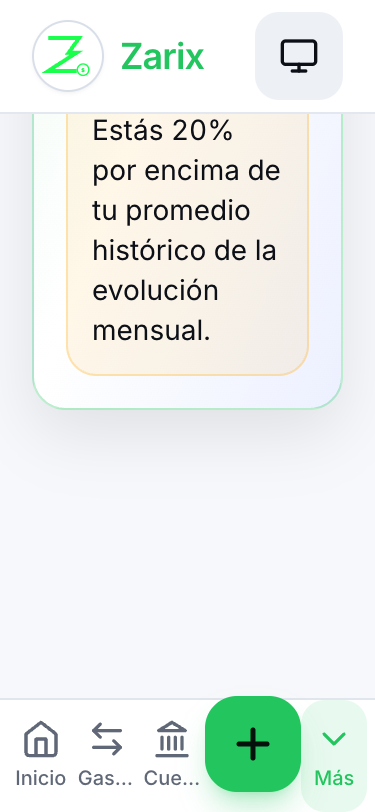 Zarix
Estás 20%
por encima de
tu promedio
histórico de la
evolución
mensual.
Inicio
Gas...
Cue...
Más